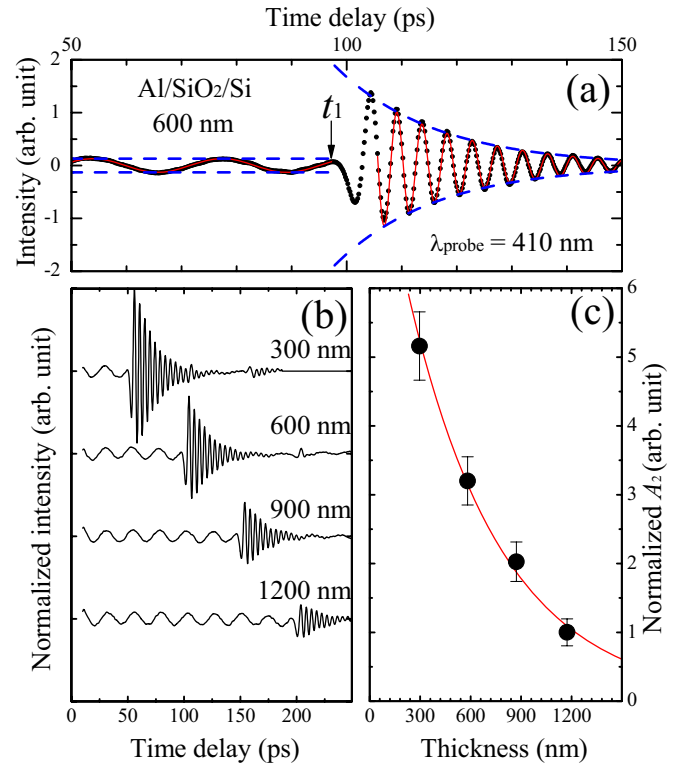 Time delay (ps)
50 100 150
2
1
0
-1
-2
Intensity (arb. unit)
Al/SiO₂/Si
600 nm
t₁
(a)
λprobe = 410 nm
(b)
300 nm
600 nm
900 nm
1200 nm
Normalized intensity (arb. unit)
0 50 100 150 200
Time delay (ps)
(c)
6
5
4
3
2
1
0
Normalized A₂ (arb. unit)
0 300 600 900 1200
Thickness (nm)